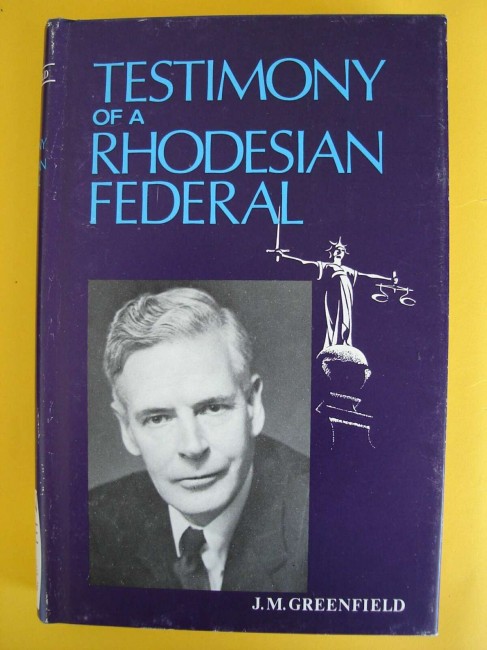 TESTIMONY
OF A
RHODESIAN
FEDERAL
J. M. GREENFIELD